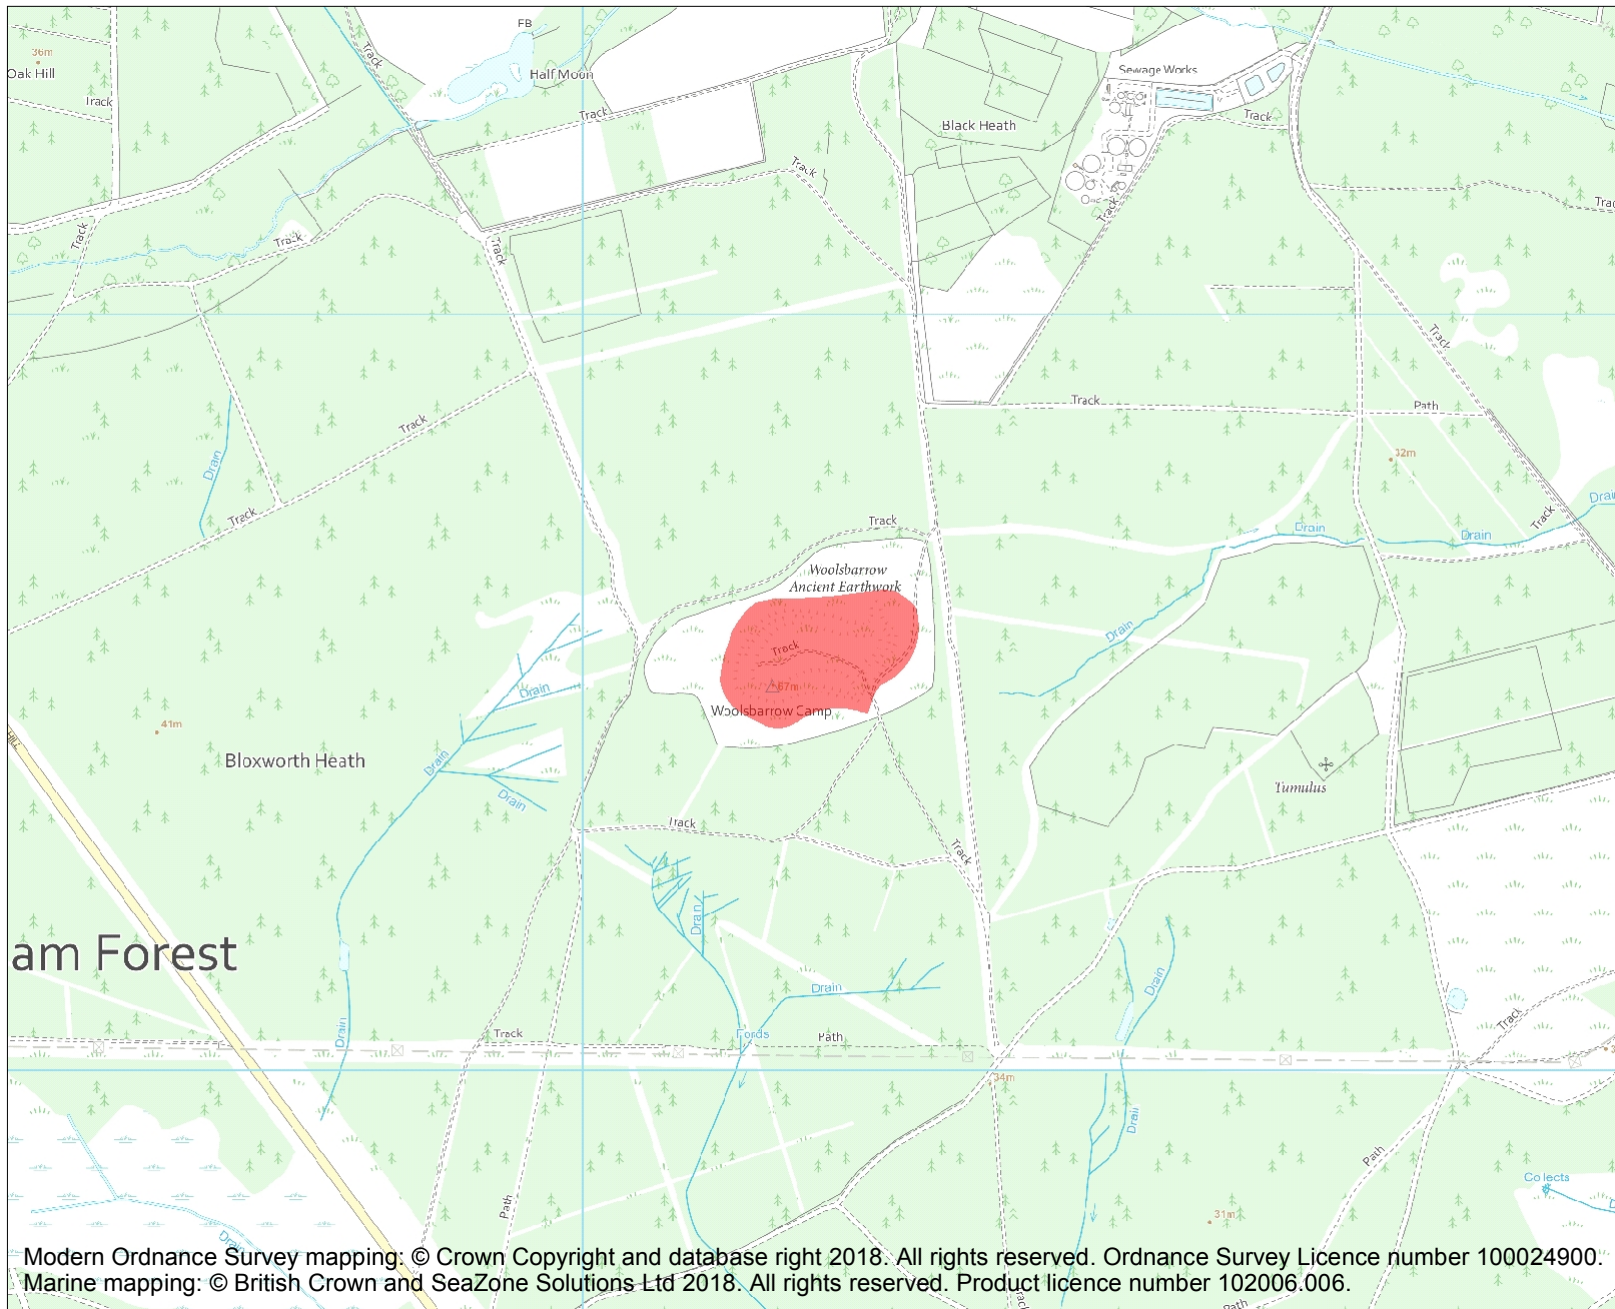 FB
36m
Oak Hill
Half Moon
Track
Track
Track
Sewage Works
Track
Black Heath
Track
Track
Track
Track
Track
Track
Track
Track
Track
Path
Drain
Track
32m
Track
Track
Drain
Drain
Track
Woolsbarrow
Ancient Earthwork
Drain
Track
Drain
67m
Woolsbarrow Camp
41m
Bloxworth Heath
Drain
Drain
Tumulus
Track
Track
Drain
am Forest
Drain
Drain
Drain
Track
Fords
Path
Track
34m
Drain
Path
Path
Collects
31m
Drain
Modern Ordnance Survey mapping: © Crown Copyright and database right 2018. All rights reserved. Ordnance Survey Licence number 100024900.
Marine mapping: © British Crown and SeaZone Solutions Ltd 2018. All rights reserved. Product licence number 102006.006.
Path